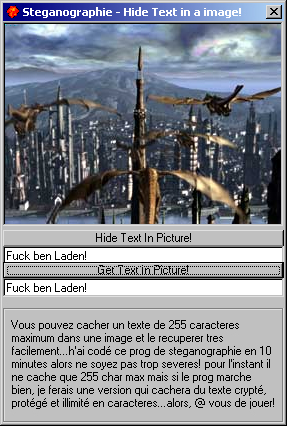 Steganographie - Hide Text in a image!
Hide Text In Picture!
Fuck ben Laden!
Get Text in Picture!
Fuck ben Laden!
Vous pouvez cacher un texte de 255 caracteres
maximum dans une image et le recuperer tres
facilement...h'ai codé ce prog de steganographie en 10
minutes alors ne soyez pas trop severes! pour l'instant il
ne cache que 255 char max mais si le prog marche
bien, je ferais une version qui cachera du texte crypté,
protégé et illimité en caracteres...alors, @ vous de jouer!